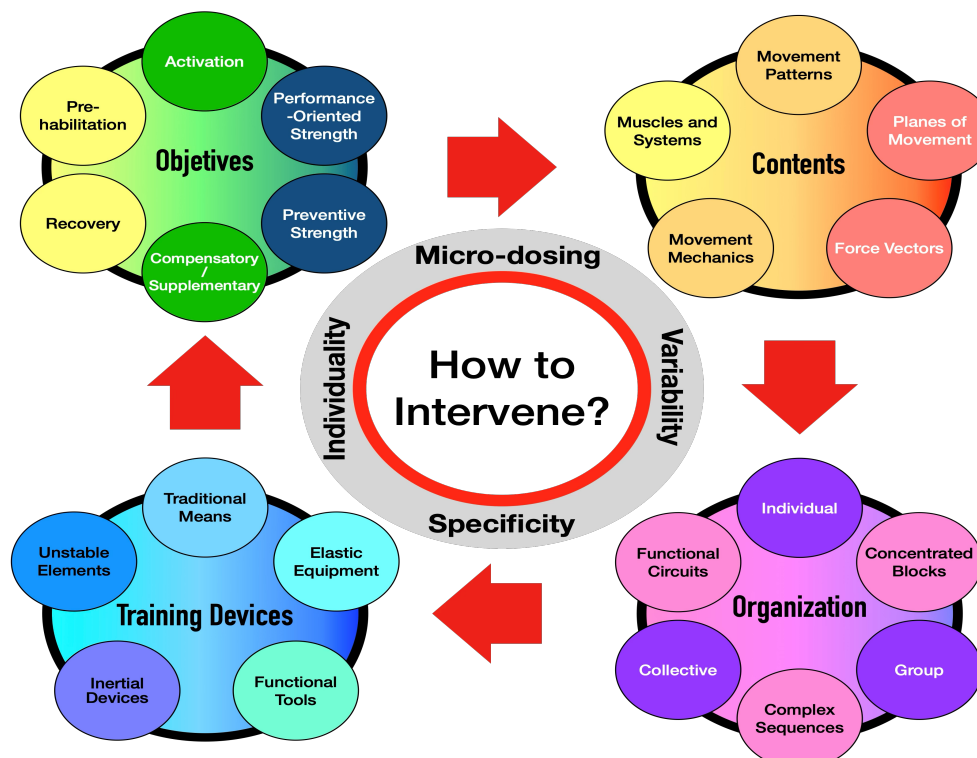 Activation
Pre-
habilitation
Performance
-Oriented
Strength
Objetives
Recovery
Preventive
Strength
Compensatory
/
Supplementary
Movement
Patterns
Muscles and
Systems
Planes of
Movement
Contents
Movement
Mechanics
Force Vectors
Micro-dosing
Individuality
How to
Intervene?
Variability
Specificity
Traditional
Means
Unstable
Elements
Elastic
Equipment
Training Devices
Inertial
Devices
Functional
Tools
Individual
Functional
Circuits
Concentrated
Blocks
Organization
Collective
Group
Complex
Sequences